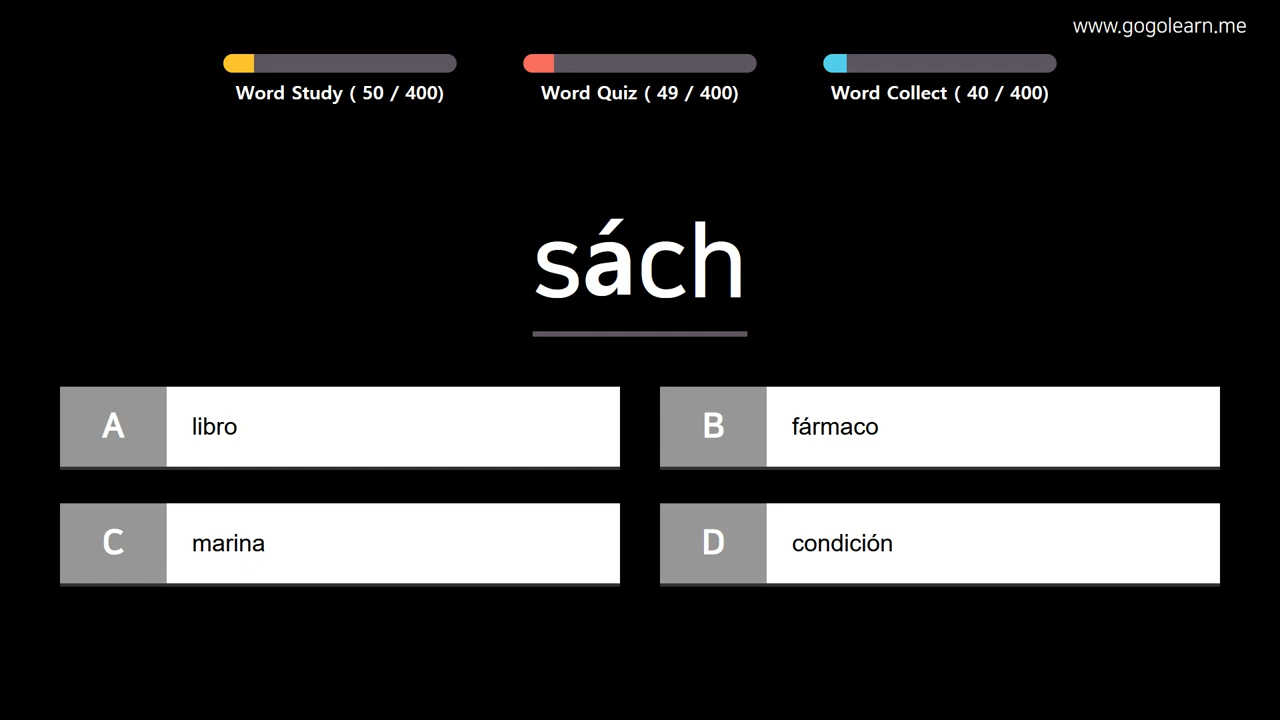 www.gogolearn.me
Word Study ( 50 / 400)
Word Quiz ( 49 / 400)
Word Collect ( 40 / 400)
sách
A
libro
B
fármaco
C
marina
D
condición